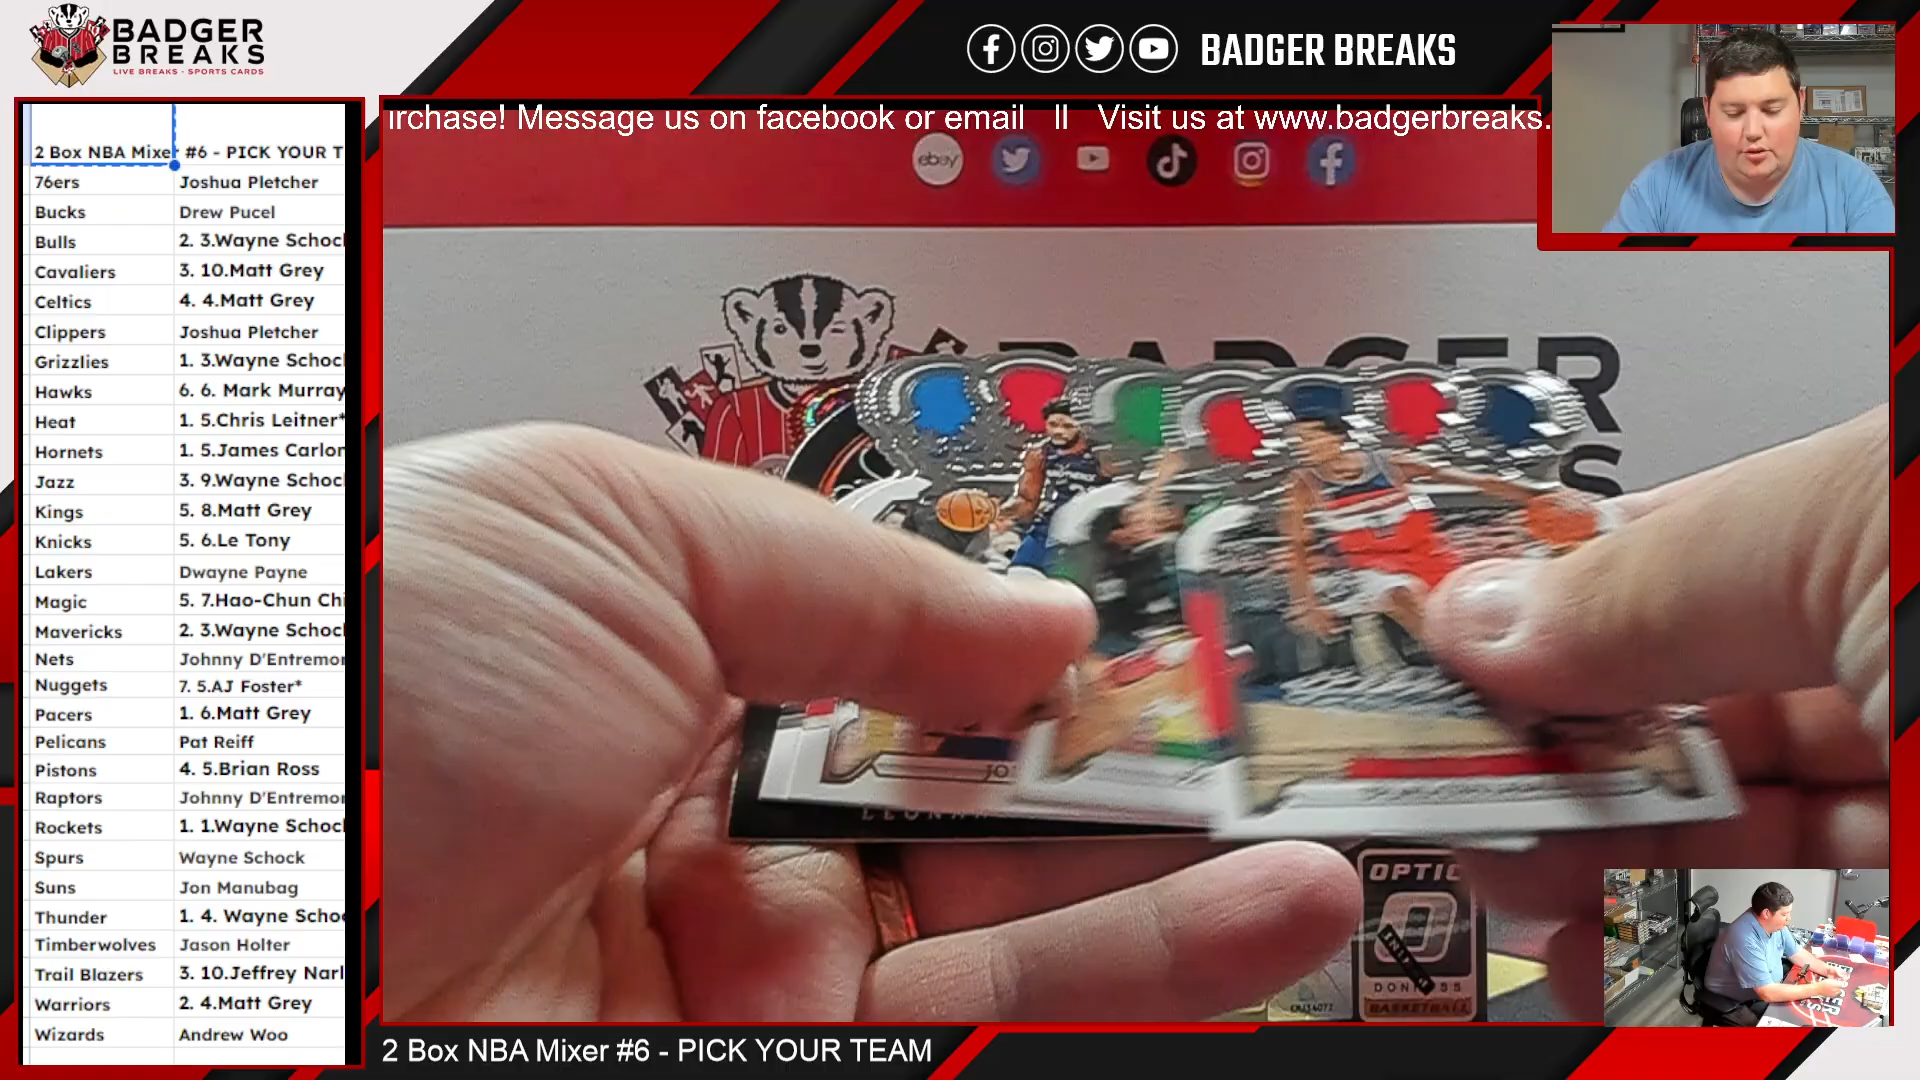 BADGER
BREAKS
LIVE BREAKS - SPORTS CARDS
BADGER BREAKS
irchase! Message us on facebook or email ll Visit us at www.badgerbreaks.
ebay
2 Box NBA Mixer #6 - PICK YOUR T
76ers Joshua Pletcher
Bucks Drew Pucel
Bulls 2. 3.Wayne Schoc
Cavaliers 3. 10.Matt Grey
Celtics 4. 4.Matt Grey
Clippers Joshua Pletcher
Grizzlies 1. 3.Wayne Schoc
Hawks 6. 6. Mark Murray
Heat 1. 5.Chris Leitner*
Hornets 1. 5.James Carlon
Jazz 3. 9.Wayne Schoc
Kings 5. 8.Matt Grey
Knicks 5. 6.Le Tony
Lakers Dwayne Payne
Magic 5. 7.Hao-Chun Chi
Mavericks 2. 3.Wayne Schoc
Nets Johnny D'Entremon
Nuggets 7. 5.AJ Foster*
Pacers 1. 6.Matt Grey
Pelicans Pat Reiff
Pistons 4. 5.Brian Ross
Raptors Johnny D'Entremon
Rockets 1. 1.Wayne Schoc
Spurs Wayne Schock
Suns Jon Manubag
Thunder 1. 4. Wayne Schoc
Timberwolves Jason Holter
Trail Blazers 3. 10.Jeffrey Narl
Warriors 2. 4.Matt Grey
Wizards Andrew Woo
BADGER
OPTIC
DONRUSS
BASKETBALL
2 Box NBA Mixer #6 - PICK YOUR TEAM